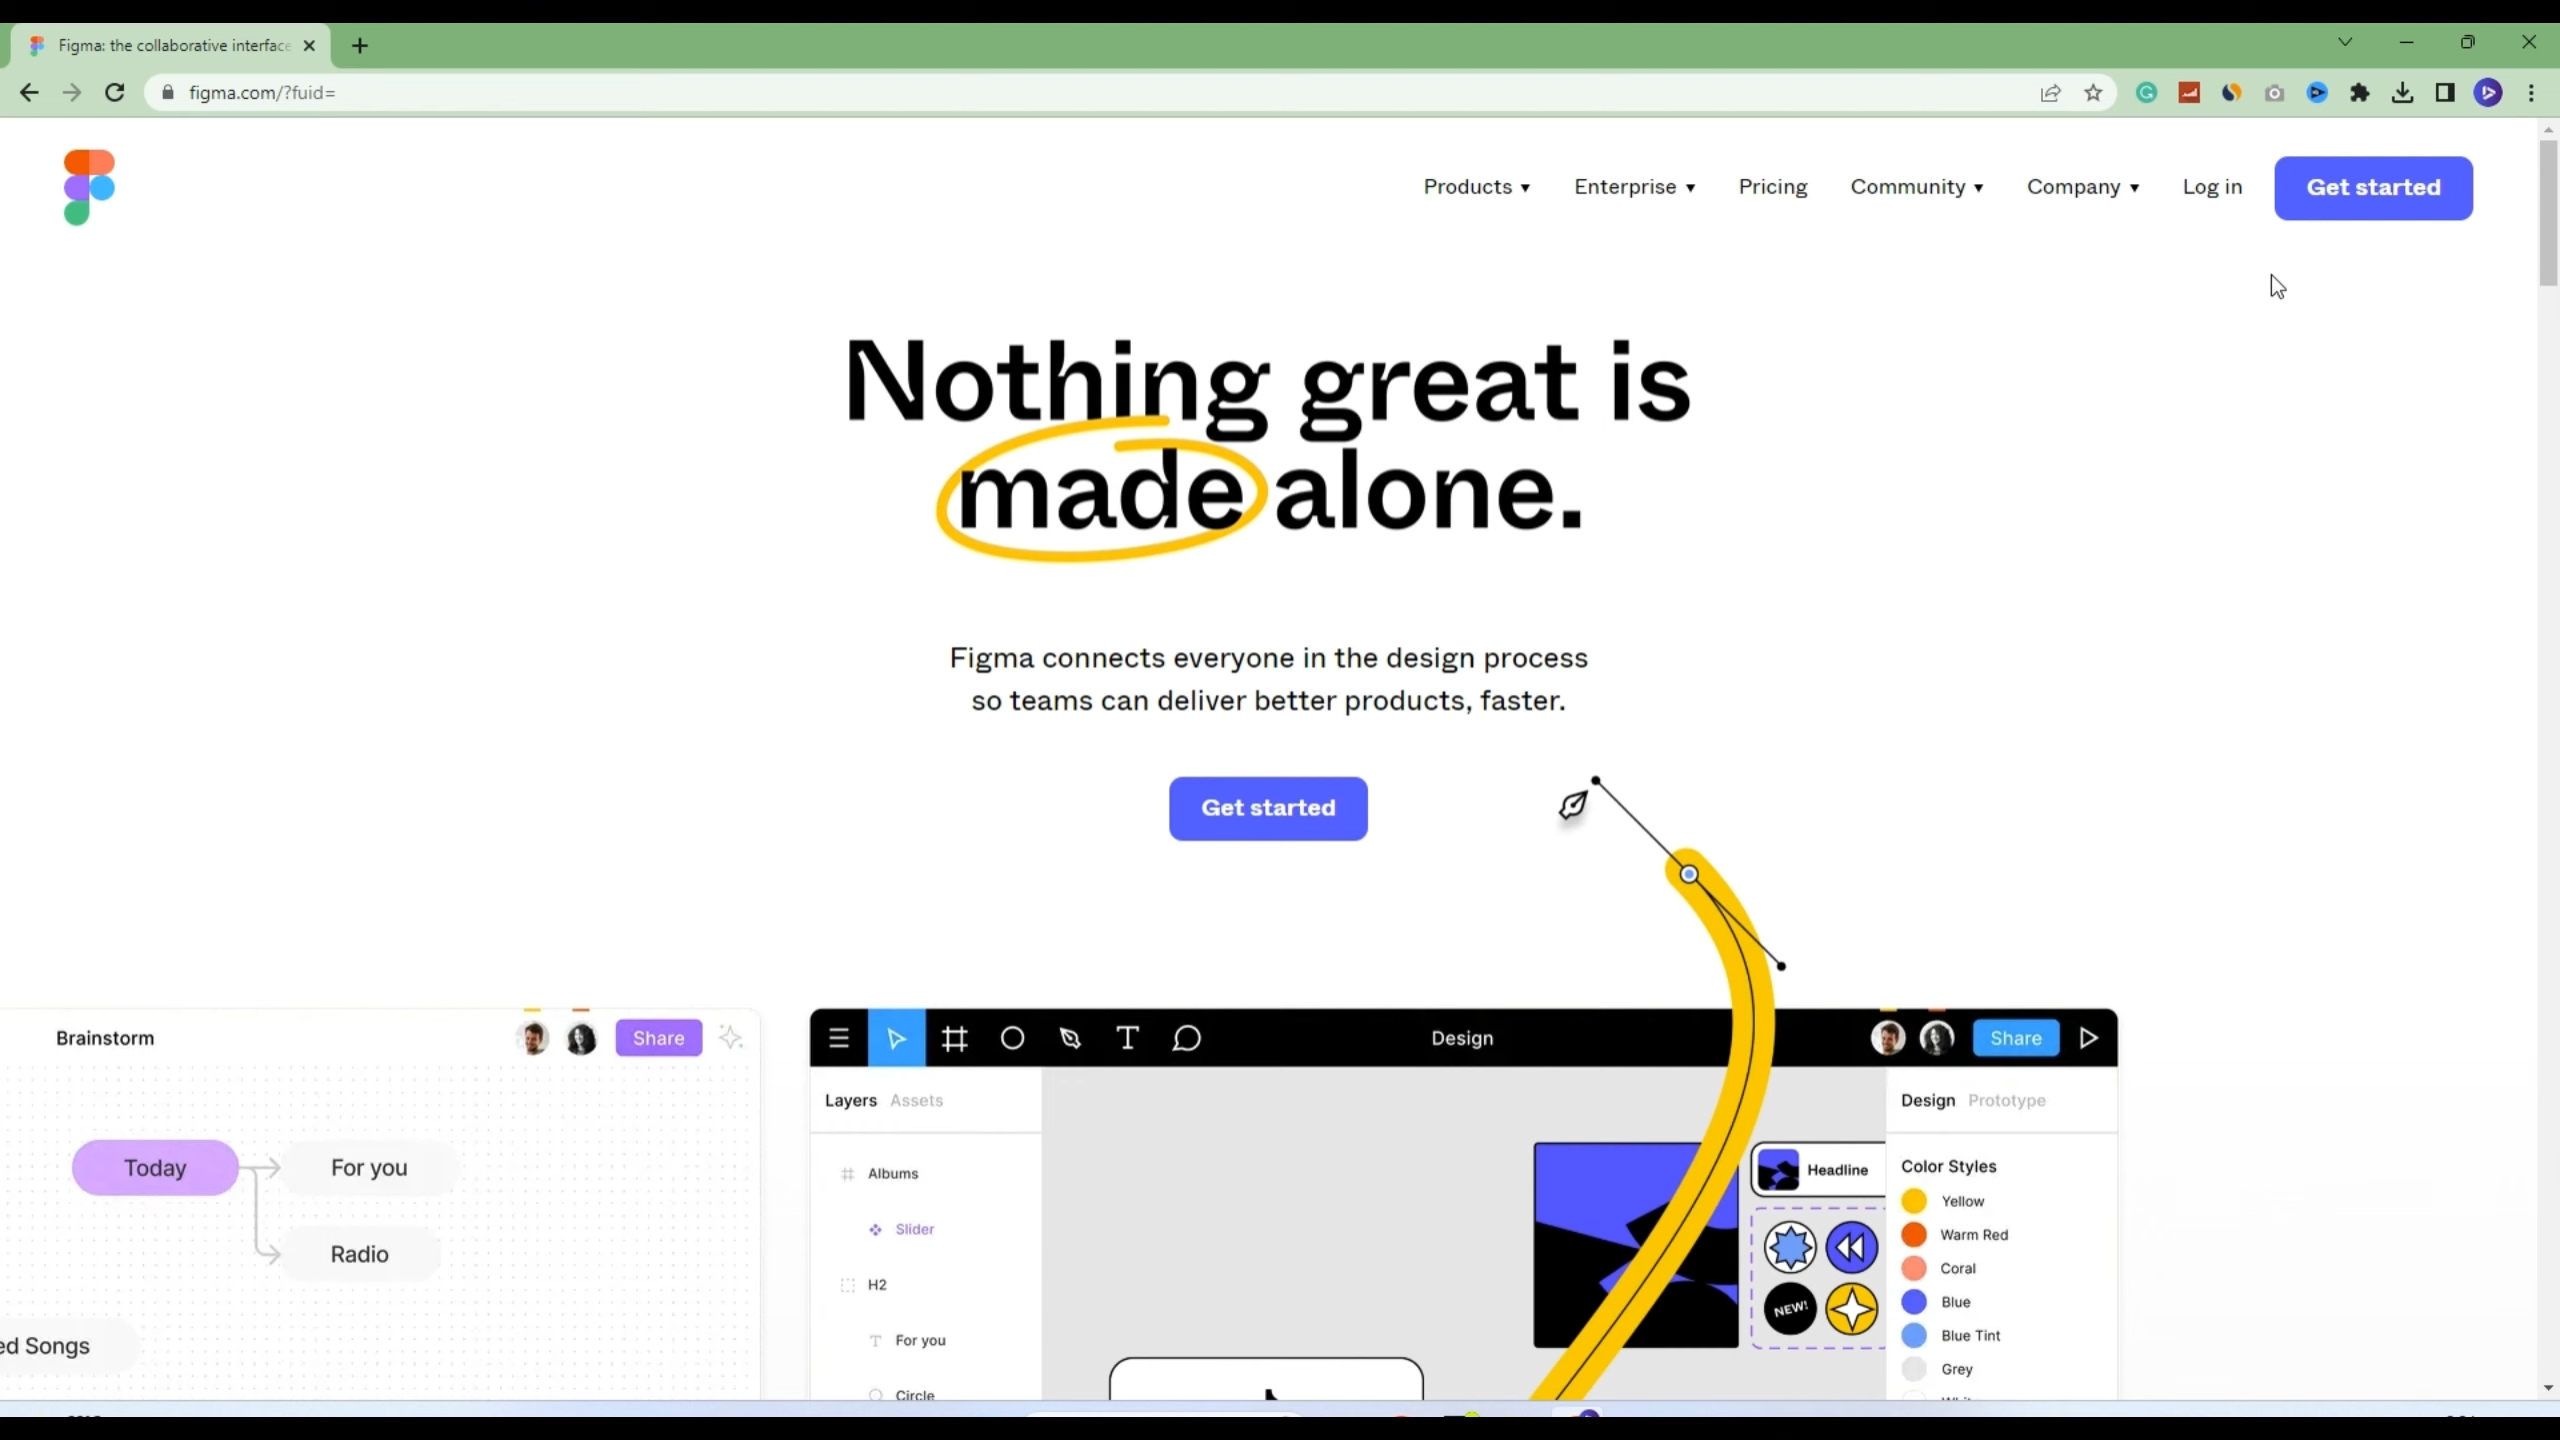 Figma: the collaborative interface
figma.com/?fuid=
Products ▼ Enterprise ▼ Pricing Community ▼ Company ▼ Log in Get started
Nothing great is
made alone.
Figma connects everyone in the design process
so teams can deliver better products, faster.
Get started
Brainstorm
Share
Today
For you
Radio
ed Songs
Design
Share
Layers Assets
Albums
Slider
H2
For you
Circle
Headline
NEW!
Design Prototype
Color Styles
Yellow
Warm Red
Coral
Blue
Blue Tint
Grey